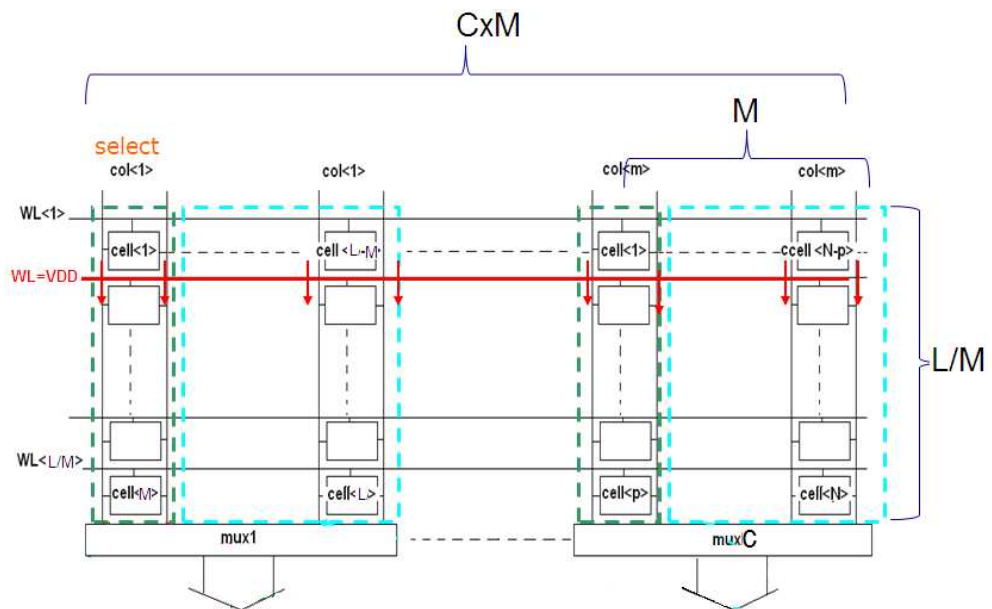 CxM
M
select
col<1>
col<1>
col<m>
col<m>
WL<1>
cell<1>
cell<L/-M>
cell<1>
ccell <N-p>
WL=VDD
L/M
WL<L/M>
cell<M>
cell<L>
cell<p>
cell<N>
mux1
muxC